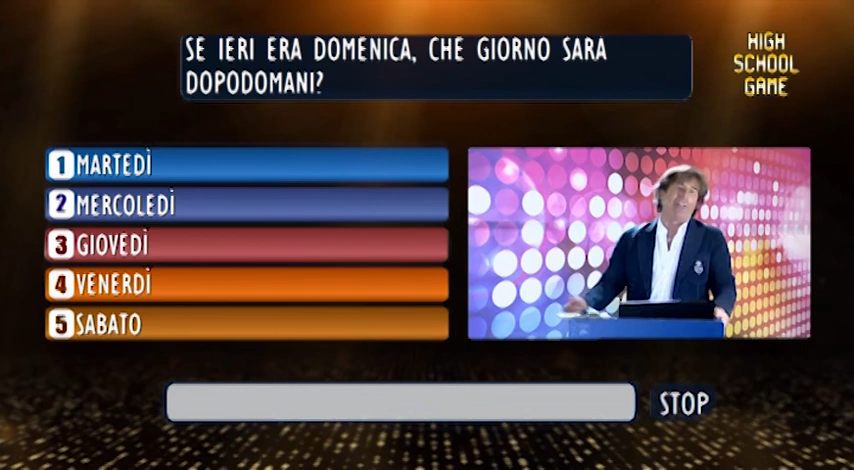 SE IERI ERA DOMENICA, CHE GIORNO SARA
DOPODOMANI?
HIGH
SCHOOL
GAME
1 MARTEDÌ
2 MERCOLEDÌ
3 GIOVEDÌ
4 VENERDÌ
5 SABATO
STOP